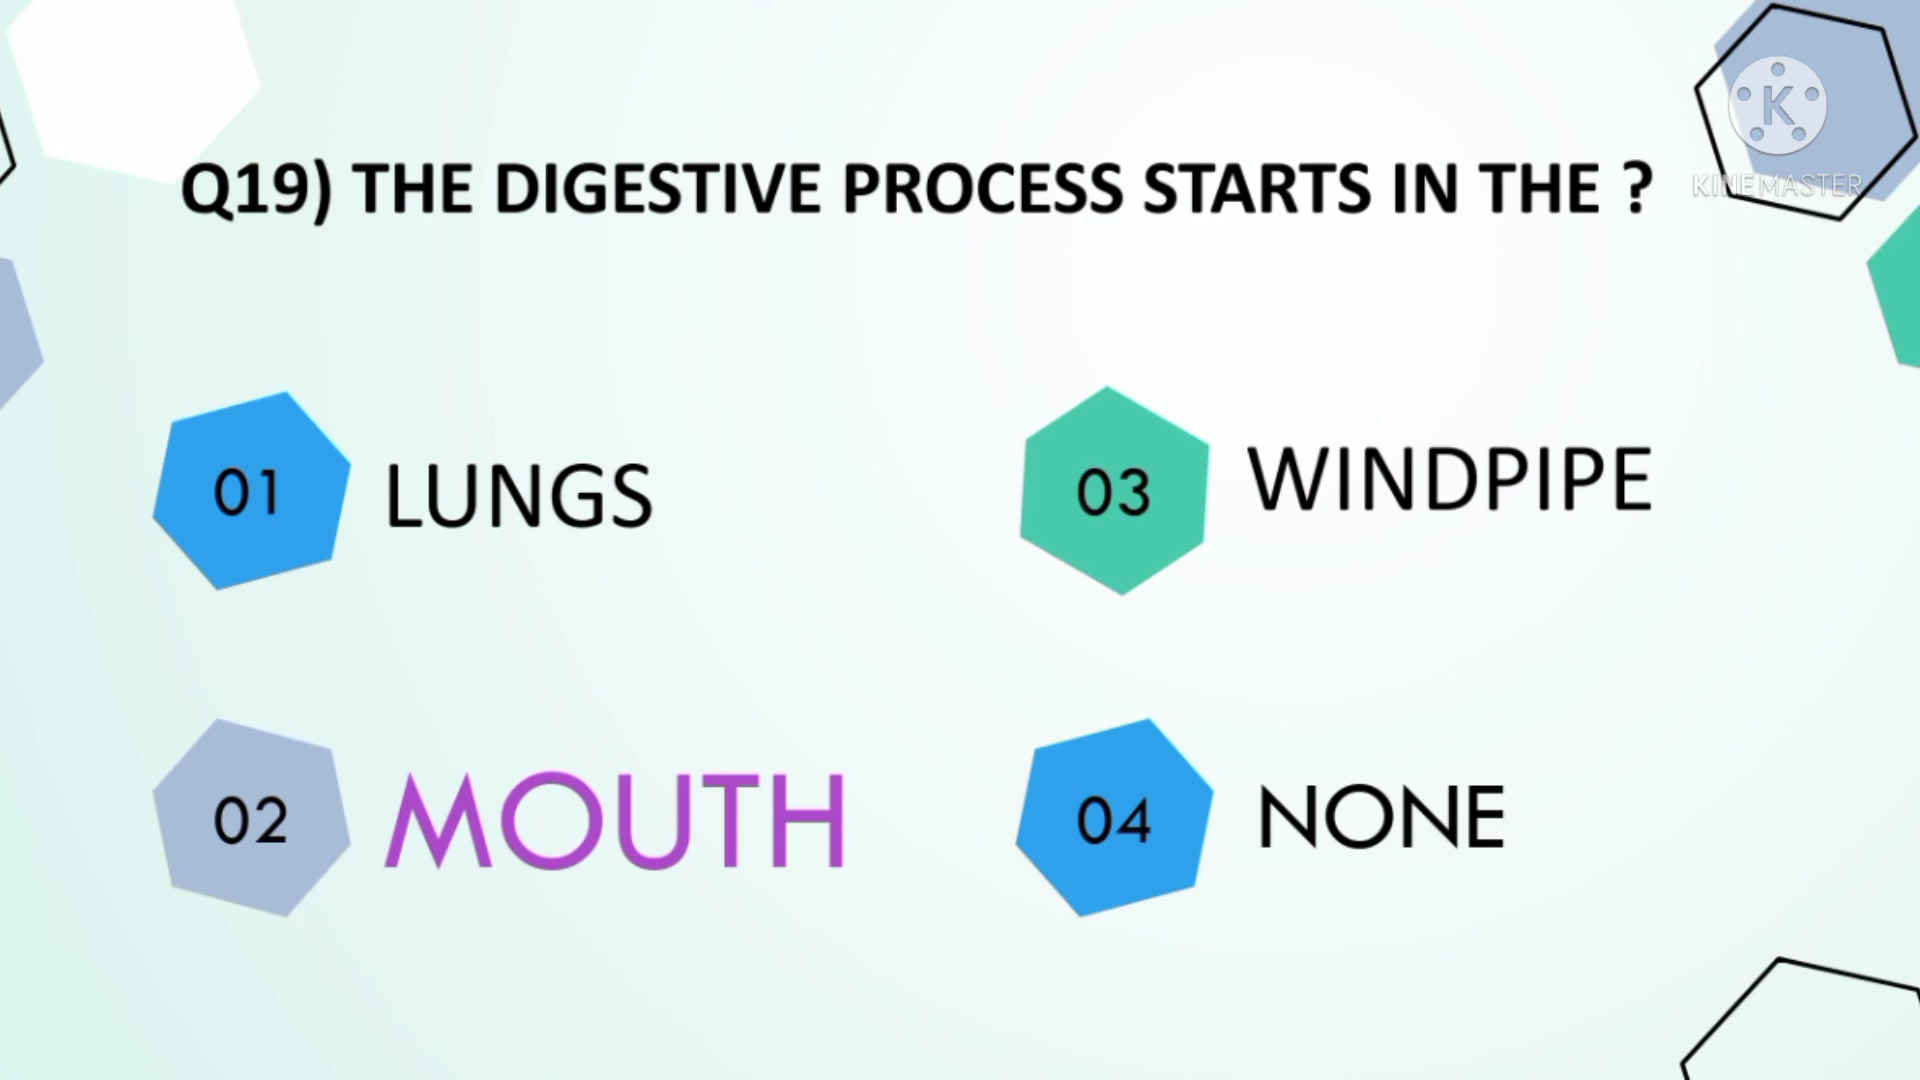 Q19) THE DIGESTIVE PROCESS STARTS IN THE ?
K
KINEMASTER
01 LUNGS
03 WINDPIPE
02 MOUTH
04 NONE